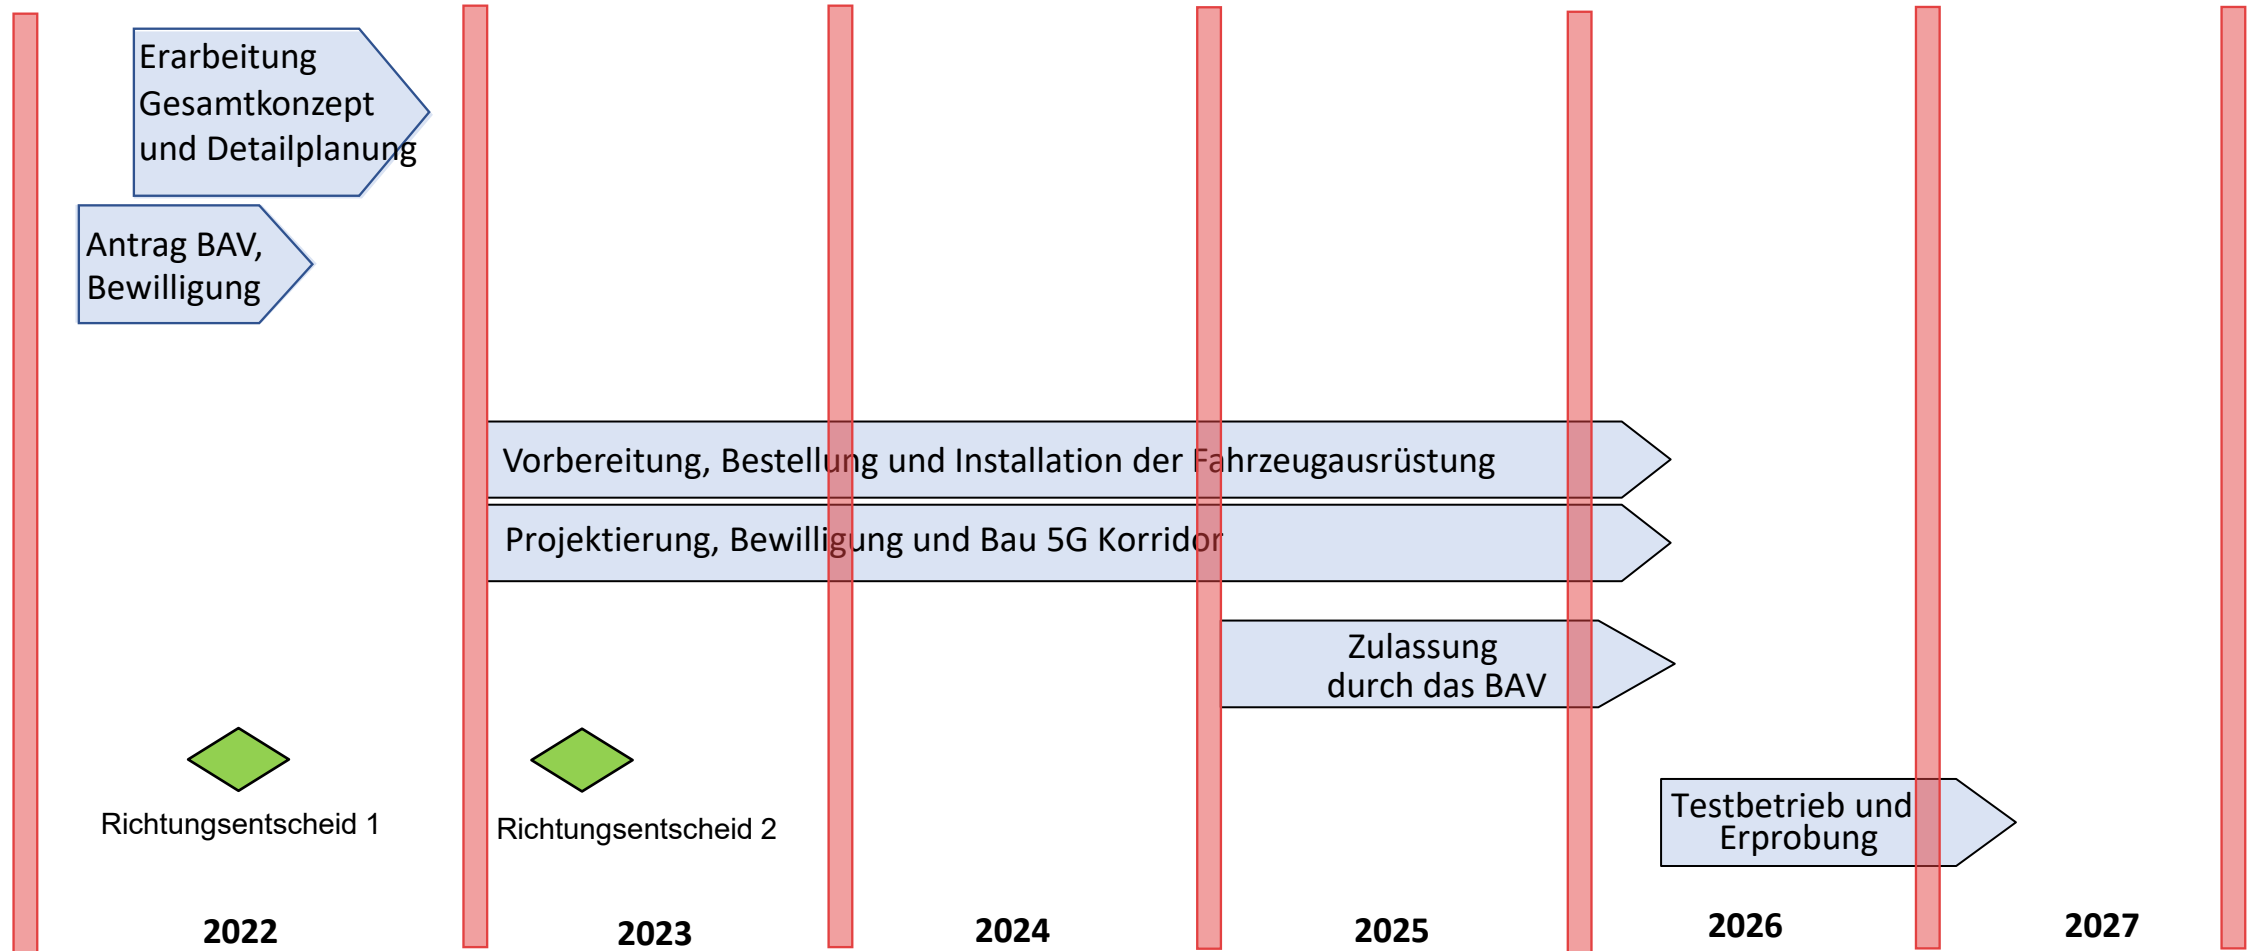 Erarbeitung
Gesamtkonzept
und Detailplanung
Antrag BAV,
Bewilligung
Vorbereitung, Bestellung und Installation der Fahrzeugausrüstung
Projektierung, Bewilligung und Bau 5G Korridor
Zulassung
durch das BAV
Richtungsentscheid 1
Richtungsentscheid 2
Testbetrieb und
Erprobung
2022
2023
2024
2025
2026
2027